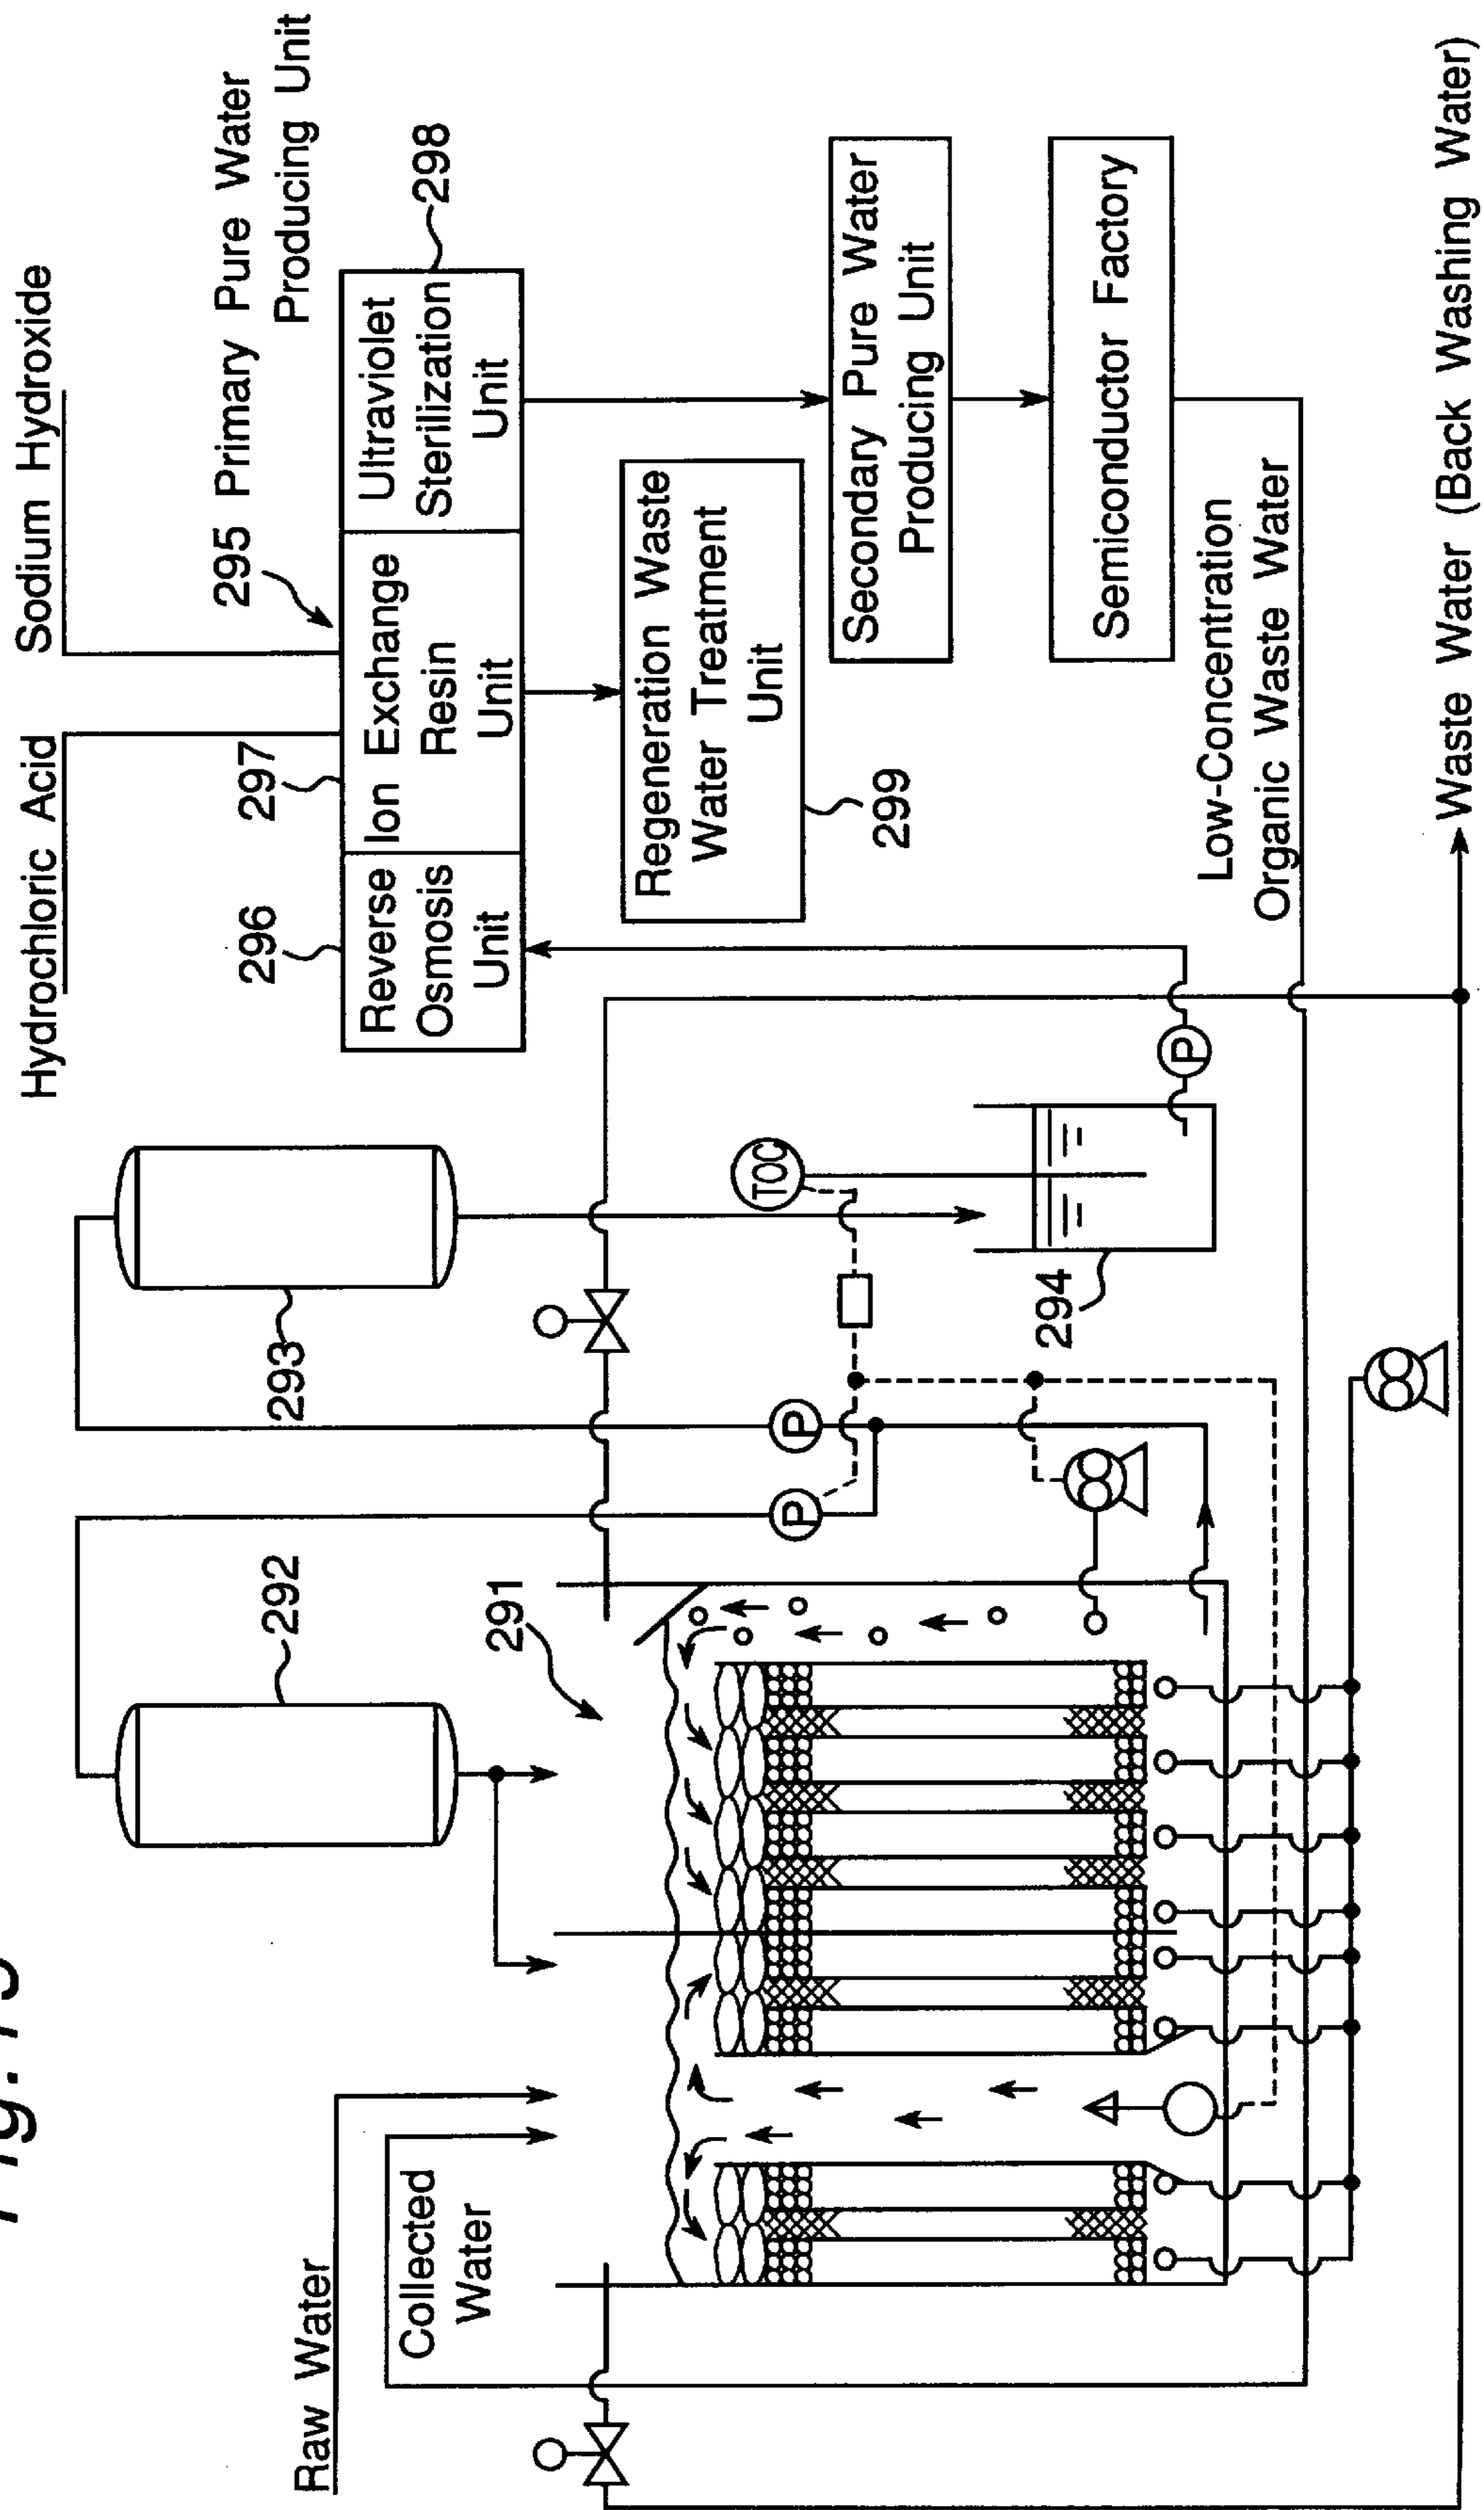 Sodium Hydroxide
Hydrochloric Acid
295 Primary Pure Water
Producing Unit
297
296
298
Reverse
Osmosis
Unit
Ion Exchange
Resin
Unit
Ultraviolet
Sterilization
Unit
Regeneration Waste
Water Treatment
Unit
299
Secondary Pure Water
Producing Unit
Semiconductor Factory
Low-Concentration
Organic Waste Water
Waste Water (Back Washing Water)
293
292
291
294
TOC
P
P
P
Raw Water
Collected
Water